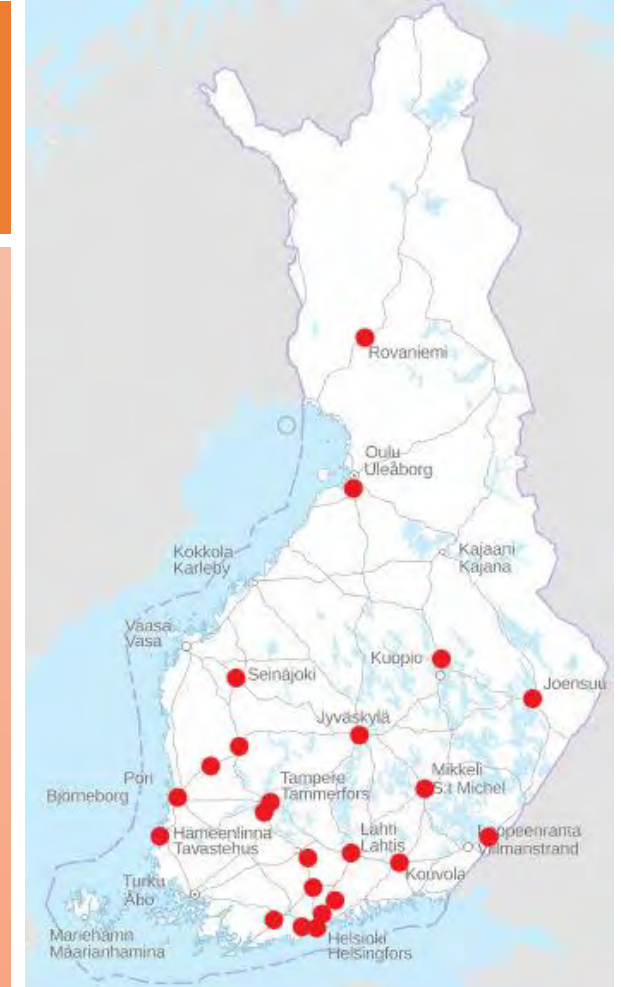 Rovaniemi
Oulu
Uleåborg
Kajaani
Kajana
Kokkola
Karleby
Vaasa
Vasa
Kuopio
Seinäjoki
Joensuu
Jyväskylä
Mikkeli
S:t Michel
Pori
Björneborg
Tampere
Tammerfors
Hämeenlinna
Tavastehus
Lahti
Lahtis
Lappeenranta
Villmanstrand
Kouvola
Turku
Åbo
Mariehamn
Maarianhamina
Helsinki
Helsingfors